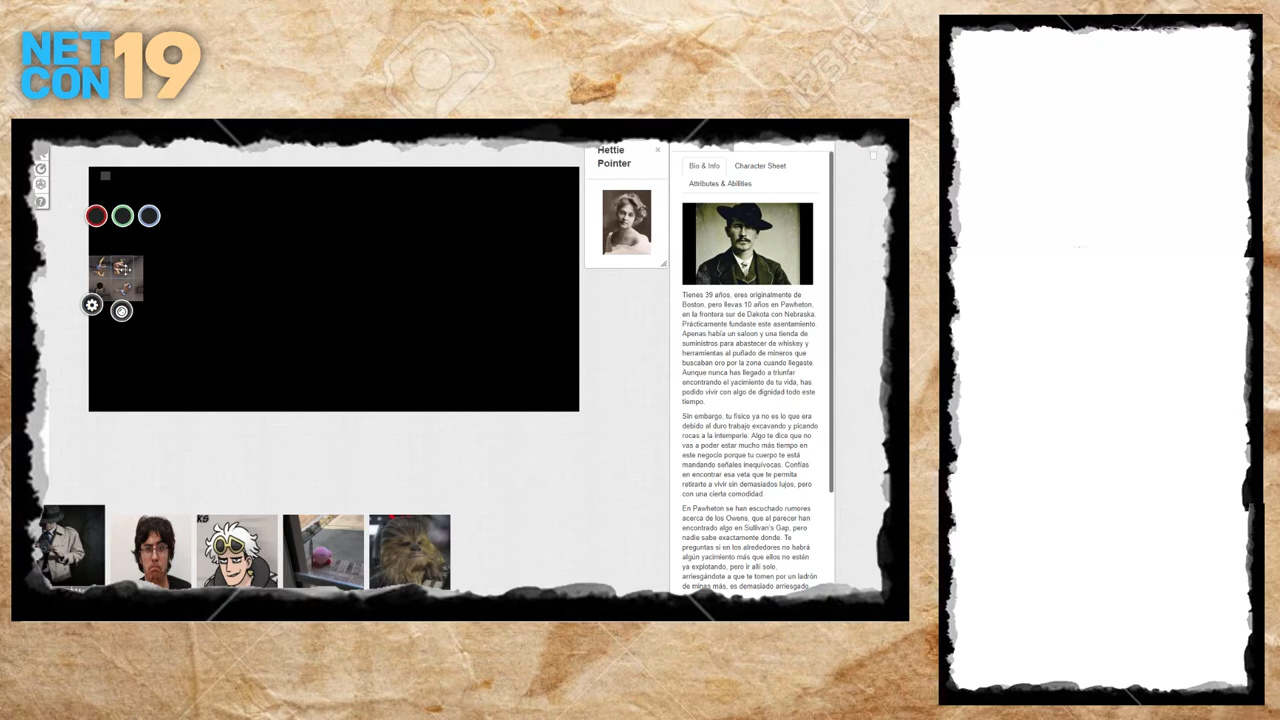 NET
CON
19
Hettie
Pointer
Bio & Info
Character Sheet
Attributes & Abilities
Tienes 39 años, eres originalmente de
Boston, pero llevas 10 años en Pawheton,
en la frontera sur de Dakota con Nebraska.
Prácticamente fundaste este asentamiento.
Apenas había un saloon y una tienda de
suministros para abastecer de whiskey y
herramientas al puñado de mineros que
buscaban oro por la zona cuando llegaste.
Aunque nunca has llegado a triunfar
encontrando el yacimiento de tu vida, has
podido vivir con algo de dignidad todo este
tiempo.
Sin embargo, tu físico ya no es lo que era
debido al duro trabajo excavando y picando
rocas a la intemperie. Algo te dice que no
vas a poder estar mucho más tiempo en
este negocio porque tu cuerpo te está
mandando señales inequívocas. Confías
en encontrar esa veta que te permita
retirarte a vivir sin demasiados lujos, pero
con una cierta comodidad.
En Pawheton se han escuchado rumores
acerca de los Owens, que al parecer han
encontrado algo en Sullivan's Gap, pero
nadie sabe exactamente donde. Te
preguntas si en los alrededores no habrá
algún yacimiento más que ellos no estén
ya explotando, pero ir allí solo,
arriesgándote a que te tomen por un ladrón
de minas más, es demasiado arriesgado
KS